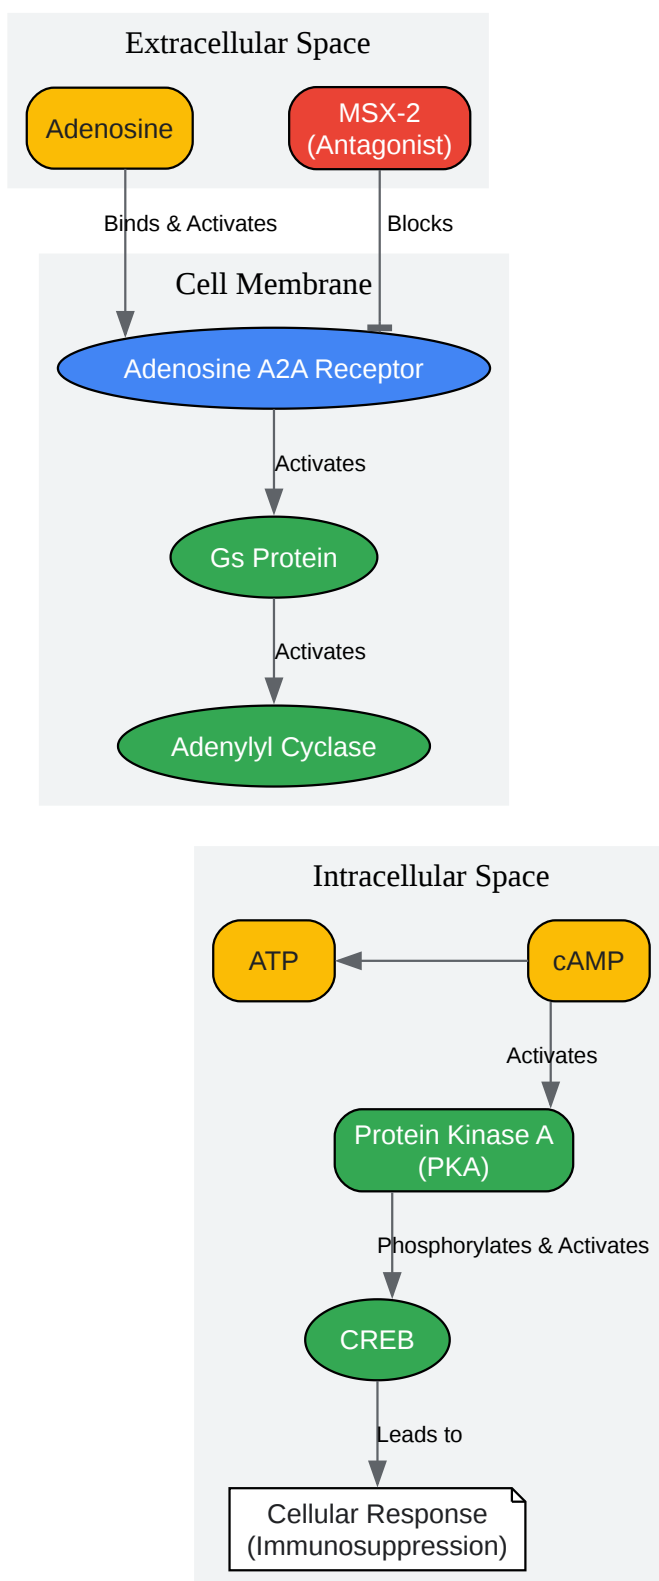 Extracellular Space
Adenosine
MSX-2
(Antagonist)
Binds & Activates
Blocks
Cell Membrane
Adenosine A2A Receptor
Activates
Gs Protein
Activates
Adenylyl Cyclase
Intracellular Space
ATP
cAMP
Activates
Protein Kinase A
(PKA)
Phosphorylates & Activates
CREB
Leads to
Cellular Response
(Immunosuppression)